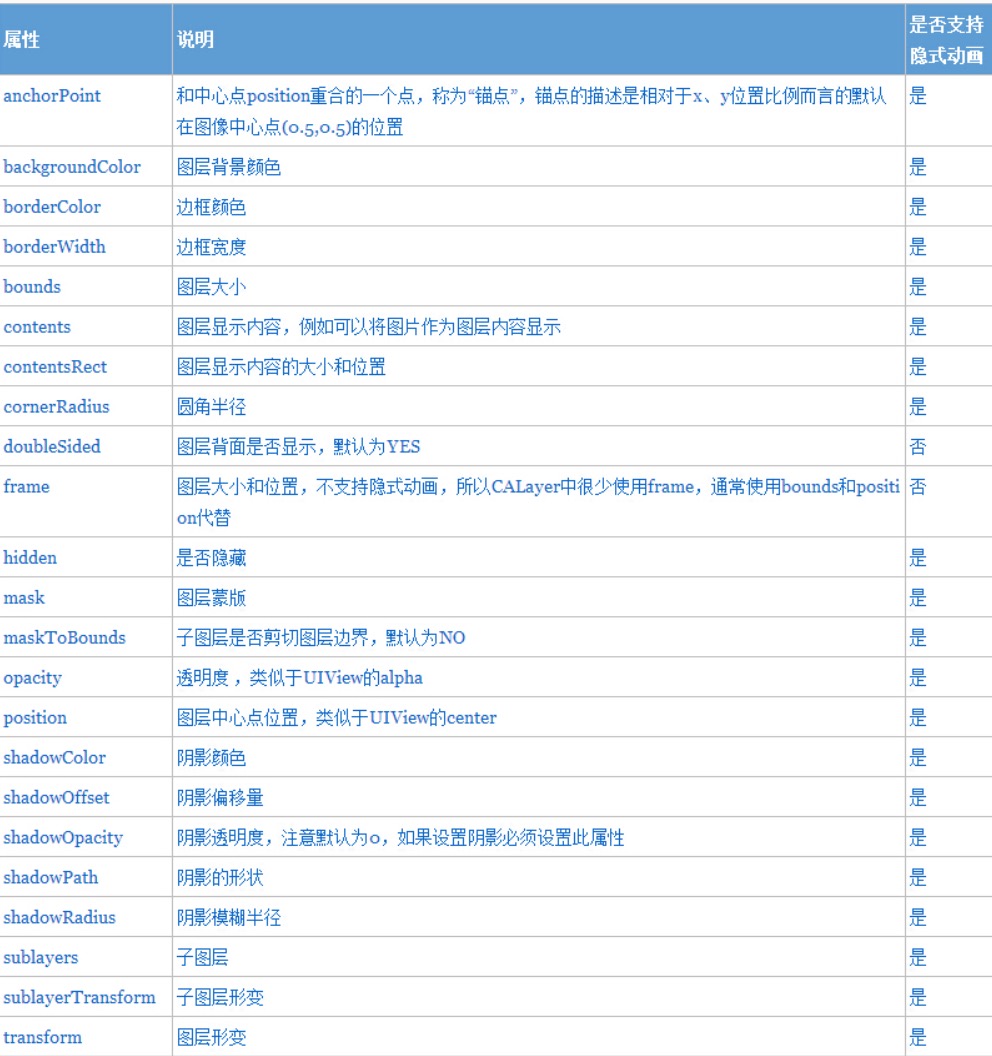 属性 说明 是否支持
隐式动画
anchorPoint 和中心点position重合的一个点，称为“锚点”，锚点的描述是相对于x、y位置比例而言的默认 是
在图像中心点(0.5,0.5)的位置
backgroundColor 图层背景颜色 是
borderColor 边框颜色 是
borderWidth 边框宽度 是
bounds 图层大小 是
contents 图层显示内容，例如可以将图片作为图层内容显示 是
contentsRect 图层显示内容的大小和位置 是
cornerRadius 圆角半径 是
doubleSided 图层背面是否显示，默认为YES 否
frame 图层大小和位置，不支持隐式动画，所以CALayer中很少使用frame，通常使用bounds和positi 否
on代替
hidden 是否隐藏 是
mask 图层蒙版 是
maskToBounds 子图层是否剪切图层边界，默认为NO 是
opacity 透明度 ，类似于UIView的alpha 是
position 图层中心点位置，类似于UIView的center 是
shadowColor 阴影颜色 是
shadowOffset 阴影偏移量 是
shadowOpacity 阴影透明度，注意默认为0，如果设置阴影必须设置此属性 是
shadowPath 阴影的形状 是
shadowRadius 阴影模糊半径 是
sublayers 子图层 是
sublayerTransform 子图层形变 是
transform 图层形变 是